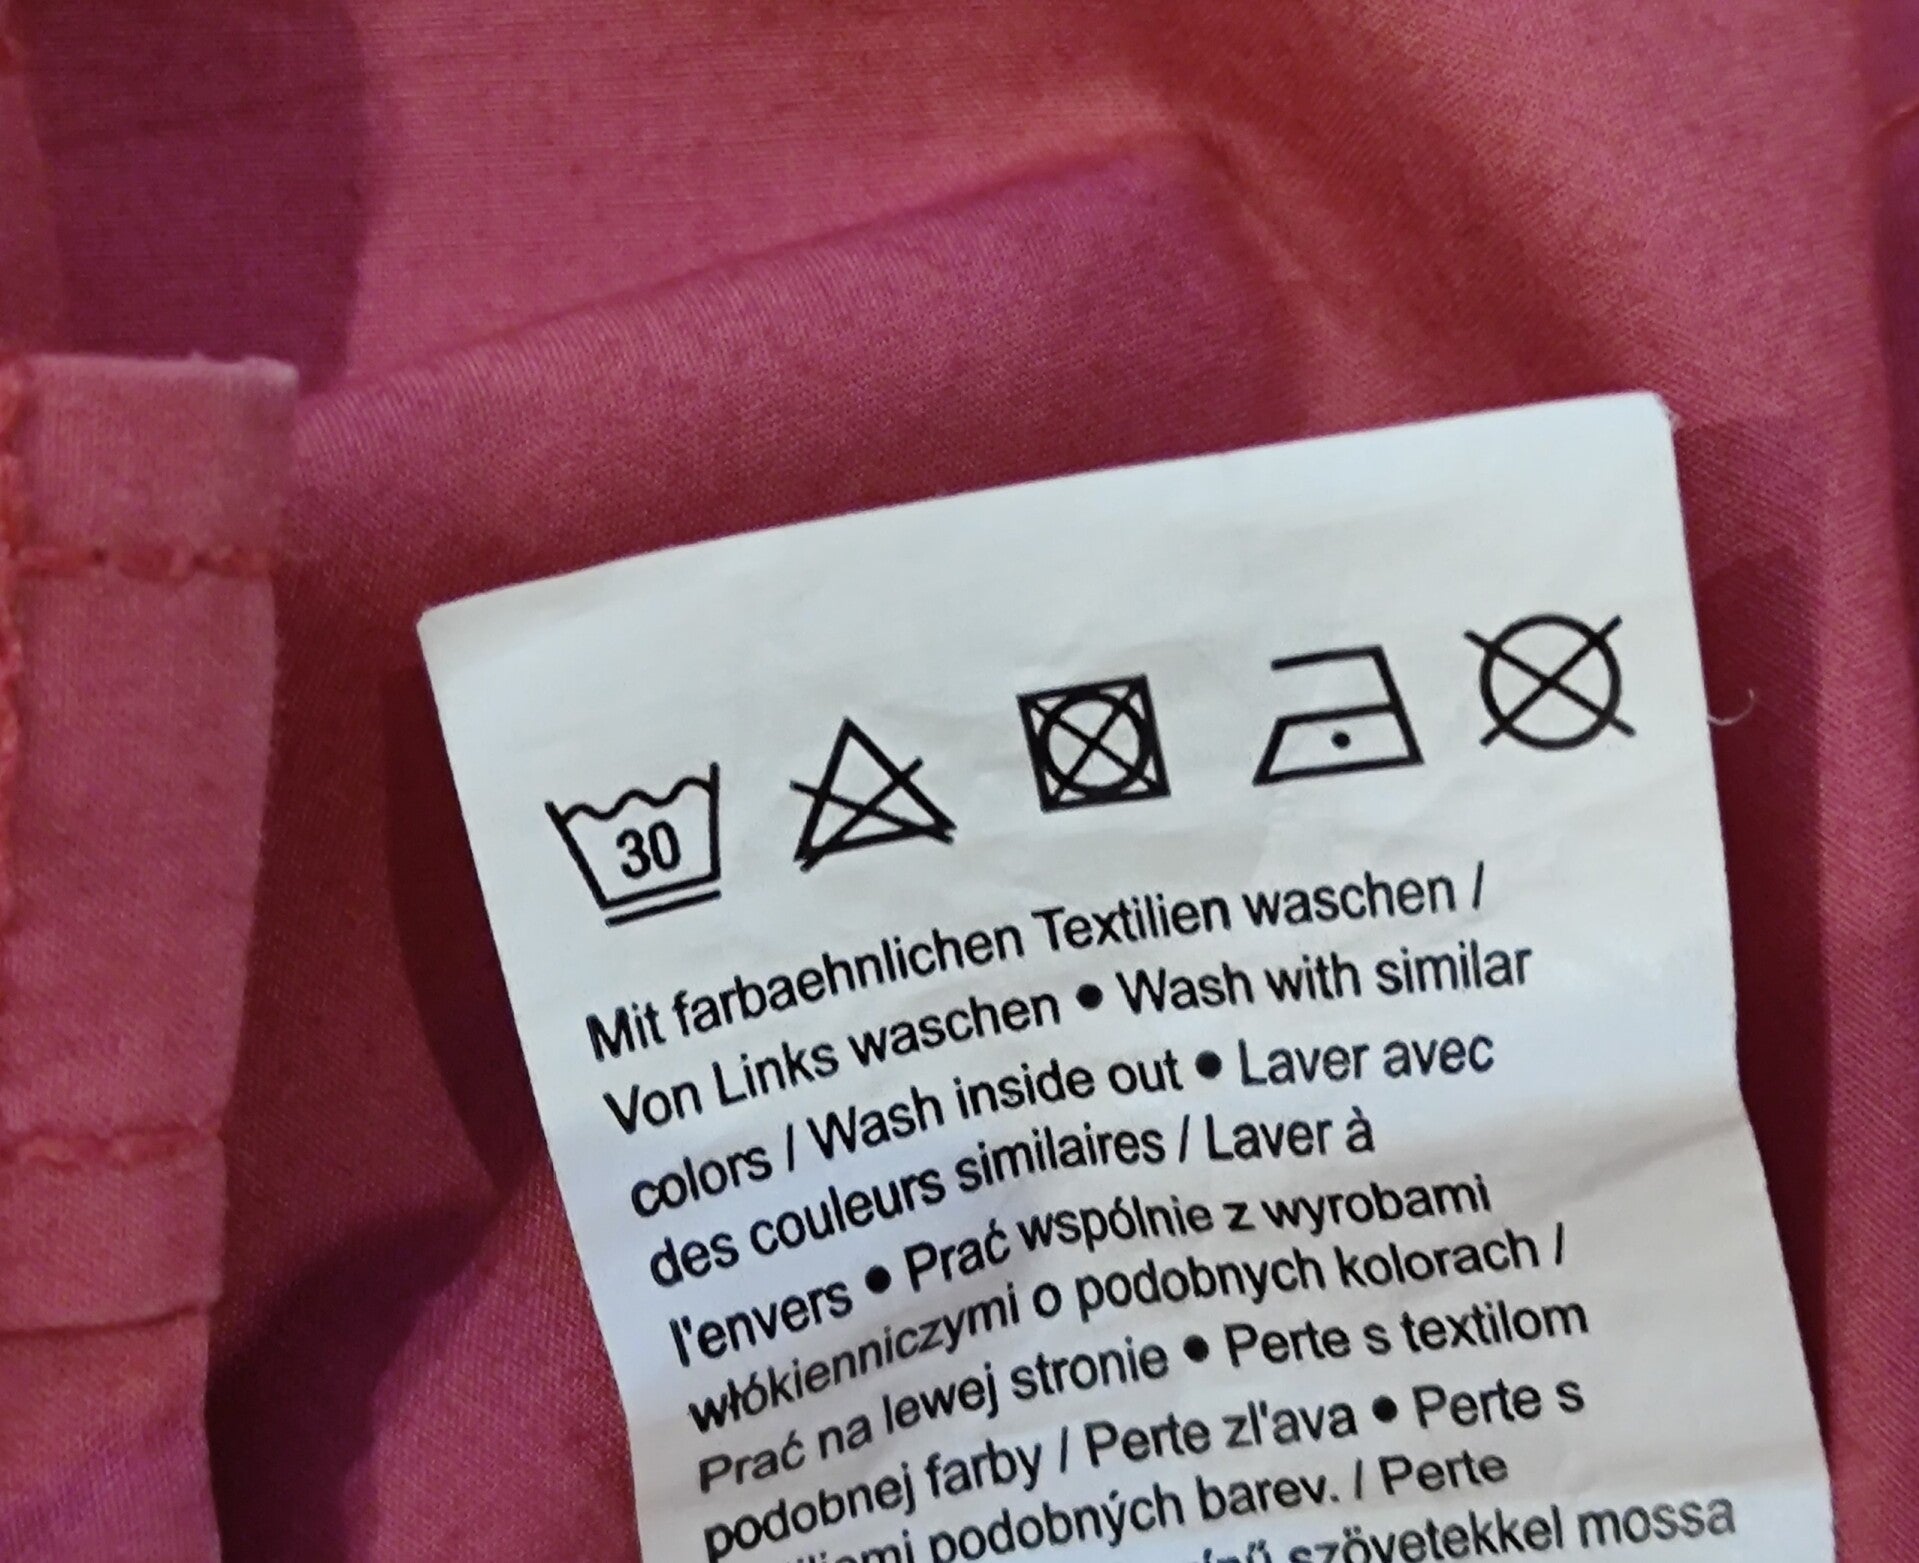 30
Mit farbaehnlichen Textilien waschen /
Von Links waschen • Wash with similar
colors / Wash inside out • Laver avec
des couleurs similaires / Laver à
l'envers • Prać wspólnie z wyrobami
włókienniczymi o podobnych kolorach /
Prać na lewej stronie • Perte s textilom
podobnej farby / Perte zl'ava • Perte s
podobných barev. / Perte
szövetekkel mossa